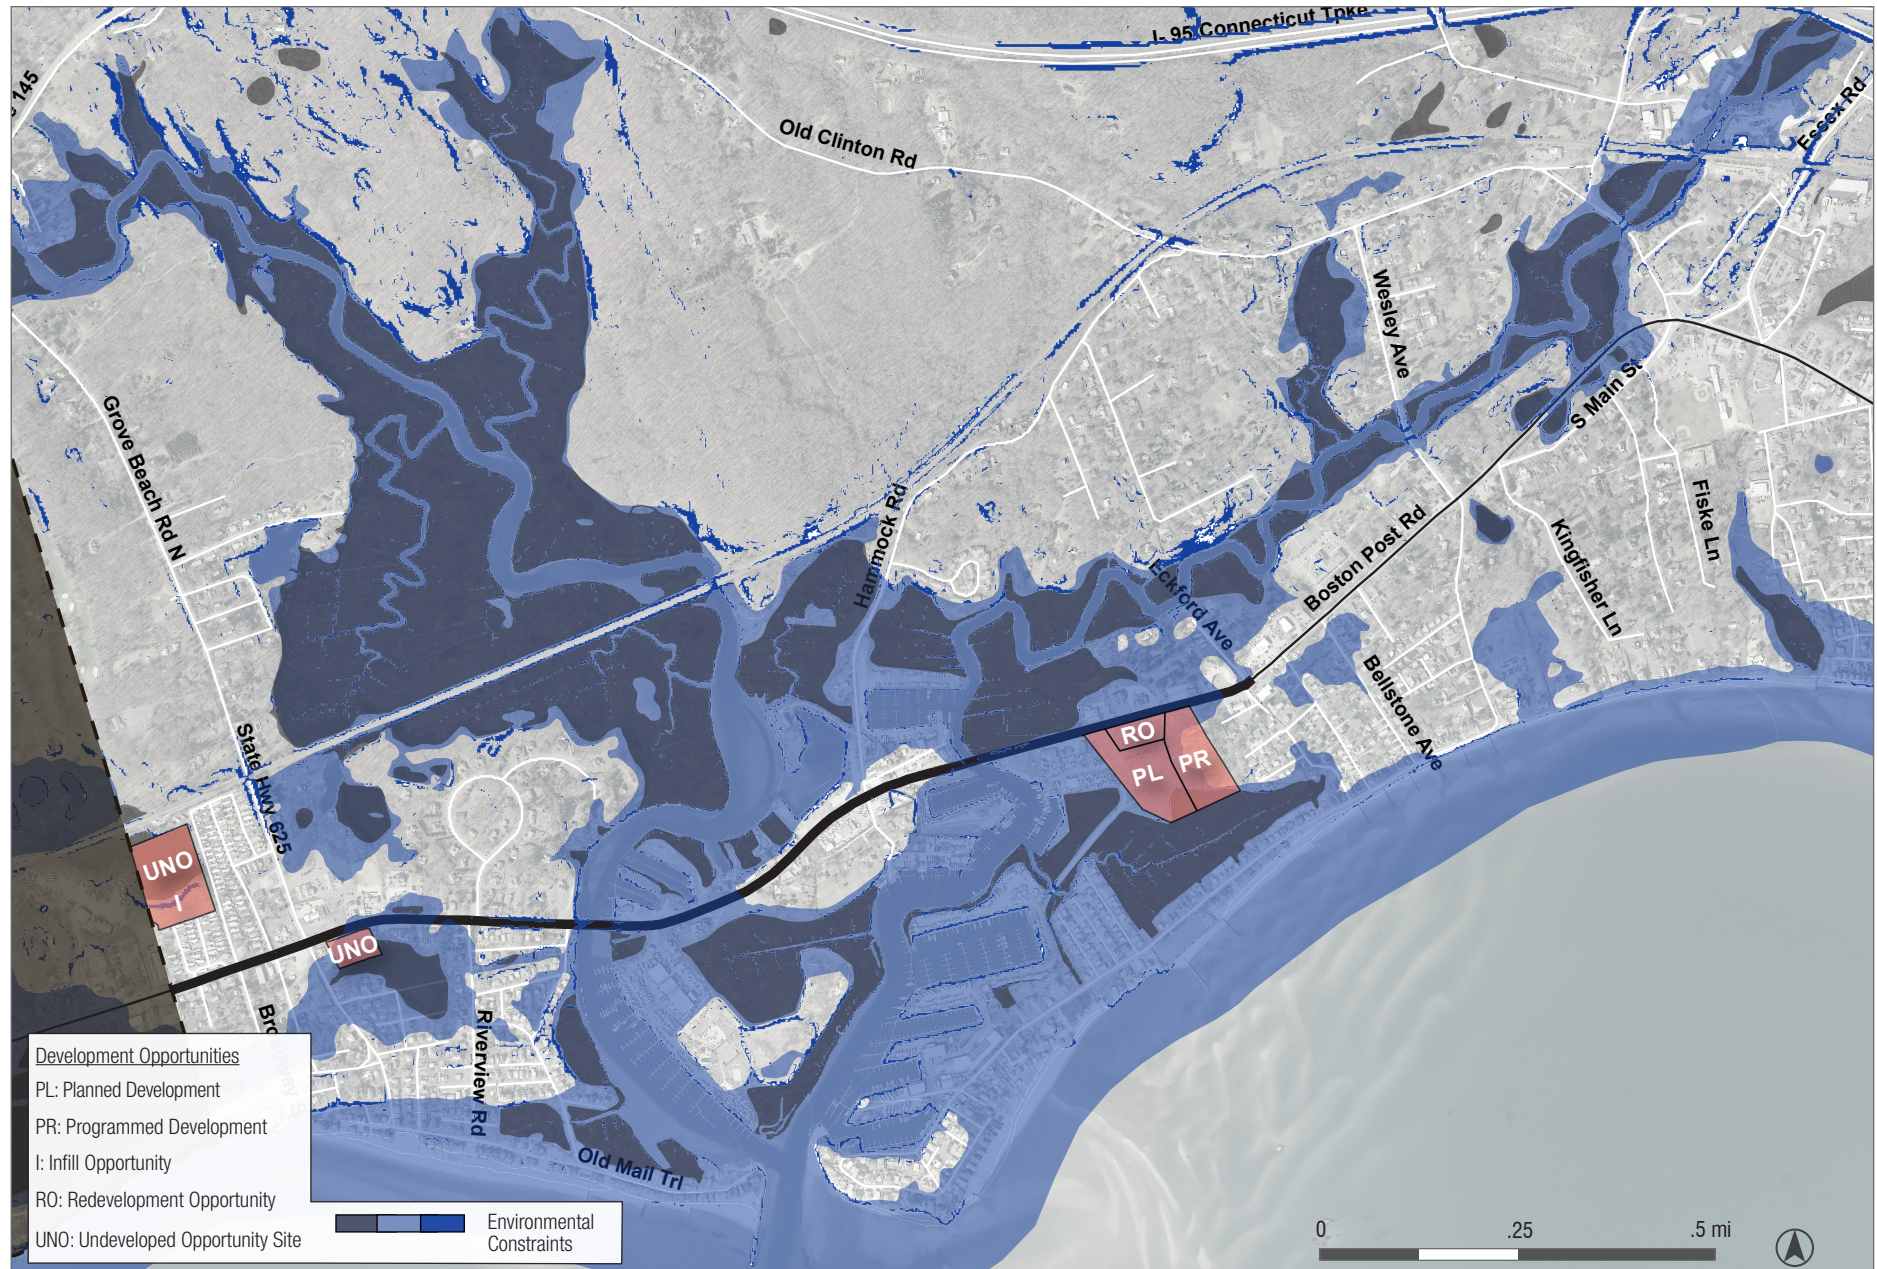 I- 95 Connecticut Tpke
145
Essex Rd
Old Clinton Rd
Wesley Ave
Grove Beach Rd N
S Main St
Hammock Rd
Fiske Ln
Kingfisher Ln
Boston Post Rd
Eckford Ave
Bellstone Ave
State Hwy 625
RO
PL
PR
UNO
I
UNO
Broadway
Riverview Rd
Old Mail Trl
Development Opportunities
PL: Planned Development
PR: Programmed Development
I: Infill Opportunity
RO: Redevelopment Opportunity
UNO: Undeveloped Opportunity Site
Environmental
Constraints
0 .25 .5 mi